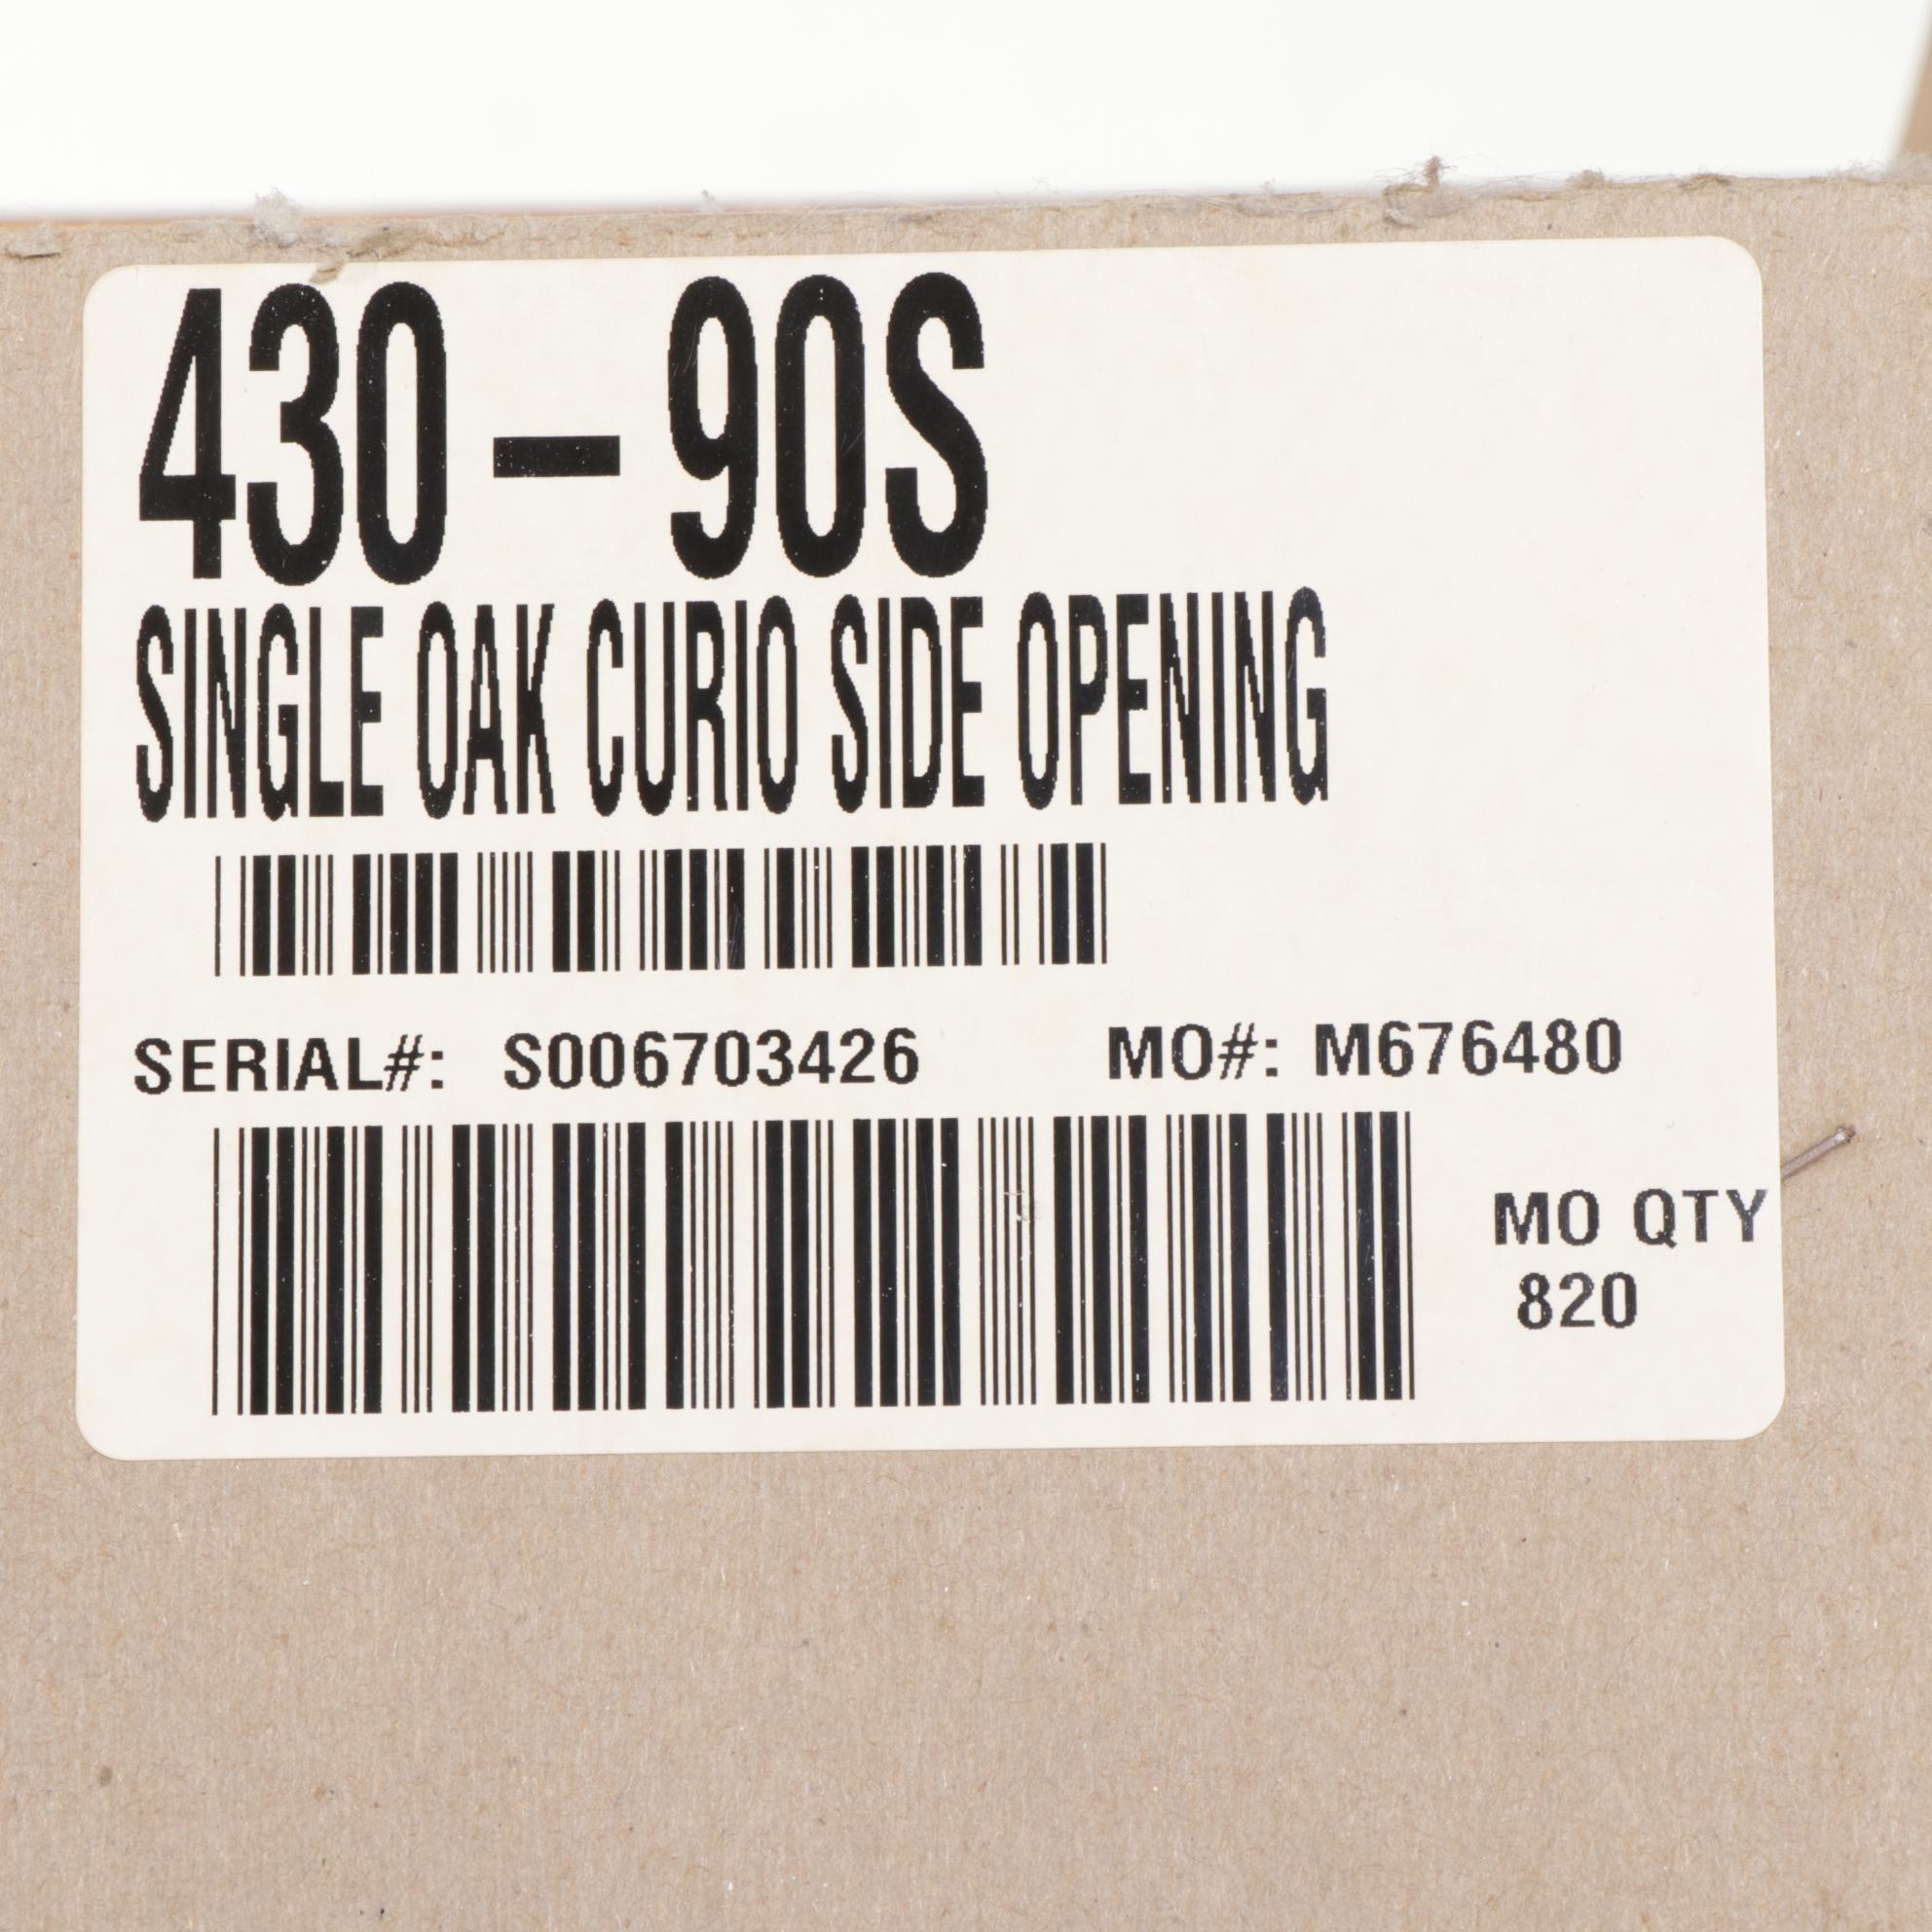 430-90S
SINGLE OAK CURIO SIDE OPENING
SERIAL#: S006703426 MO#: M676480
MO QTY
820